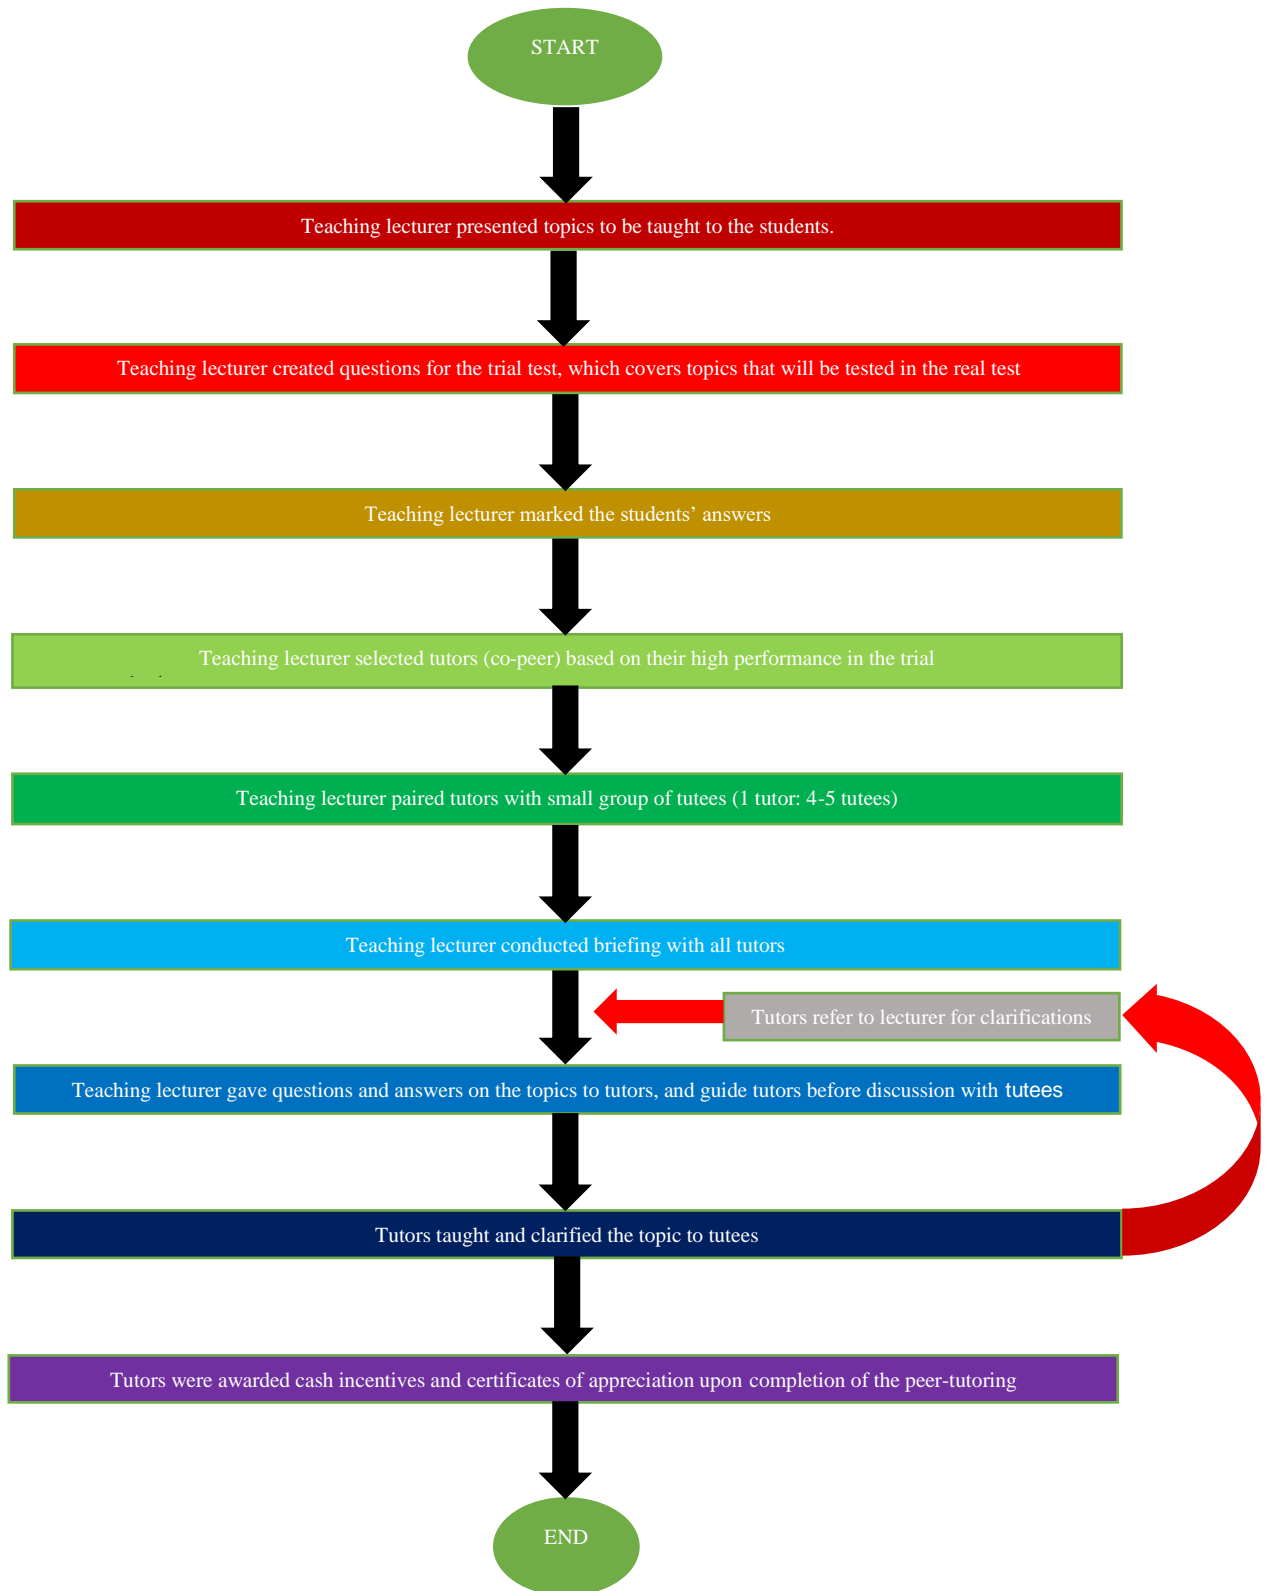 START
Teaching lecturer presented topics to be taught to the students.
Teaching lecturer created questions for the trial test, which covers topics that will be tested in the real test
Teaching lecturer marked the students’ answers
Teaching lecturer selected tutors (co-peer) based on their high performance in the trial
Teaching lecturer paired tutors with small group of tutees (1 tutor: 4-5 tutees)
Teaching lecturer conducted briefing with all tutors
Tutors refer to lecturer for clarifications
Teaching lecturer gave questions and answers on the topics to tutors, and guide tutors before discussion with tutees
Tutors taught and clarified the topic to tutees
Tutors were awarded cash incentives and certificates of appreciation upon completion of the peer-tutoring
END